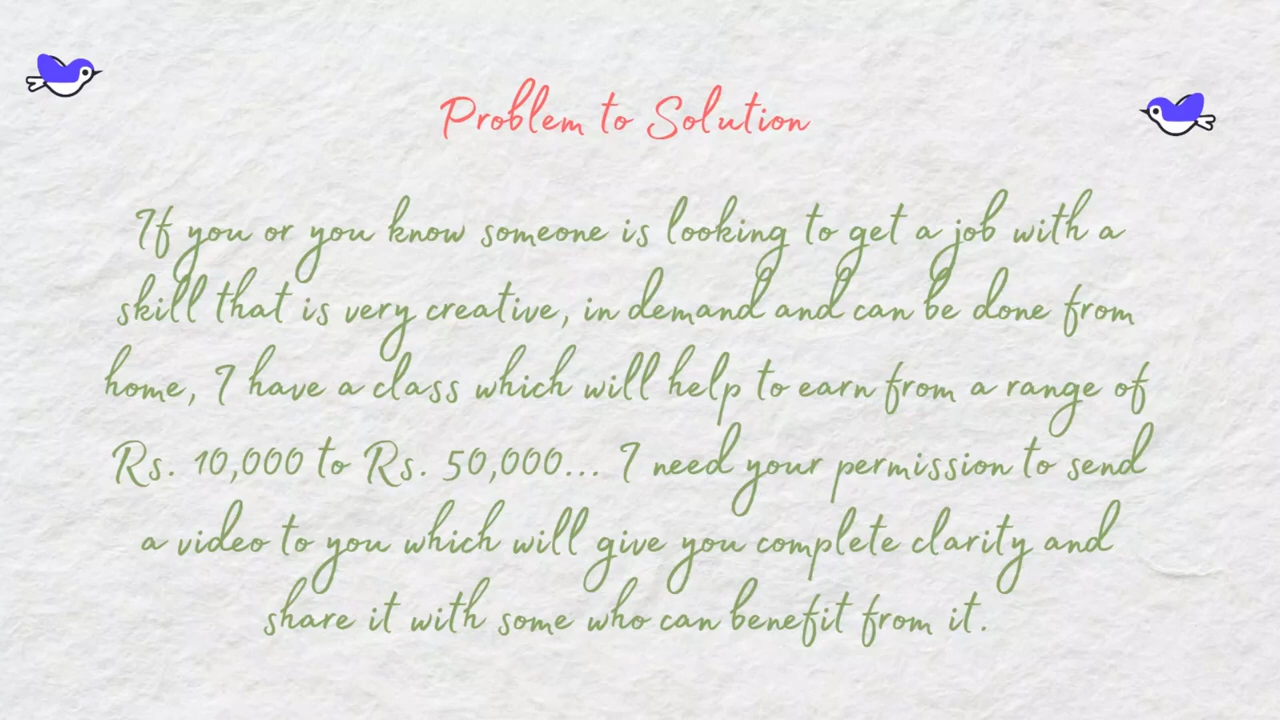 Problem to Solution
If you or you know someone is looking to get a job with a
skill that is very creative, in demand and can be done from
home, I have a class which will help to earn from a range of
Rs. 10,000 to Rs. 50,000... I need your permission to send
a video to you which will give you complete clarity and
share it with some who can benefit from it.